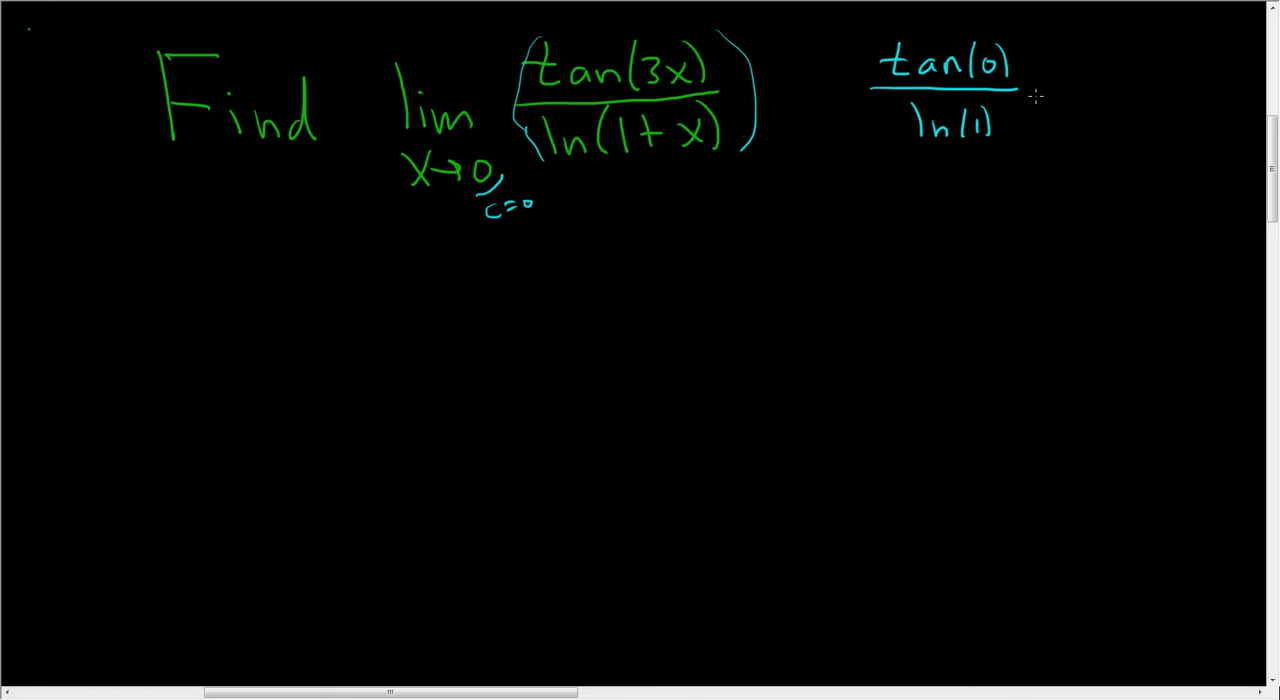 Find lim x→0 tan(3x)/ln(1+x)
c=0
tan(0)/ln(1)